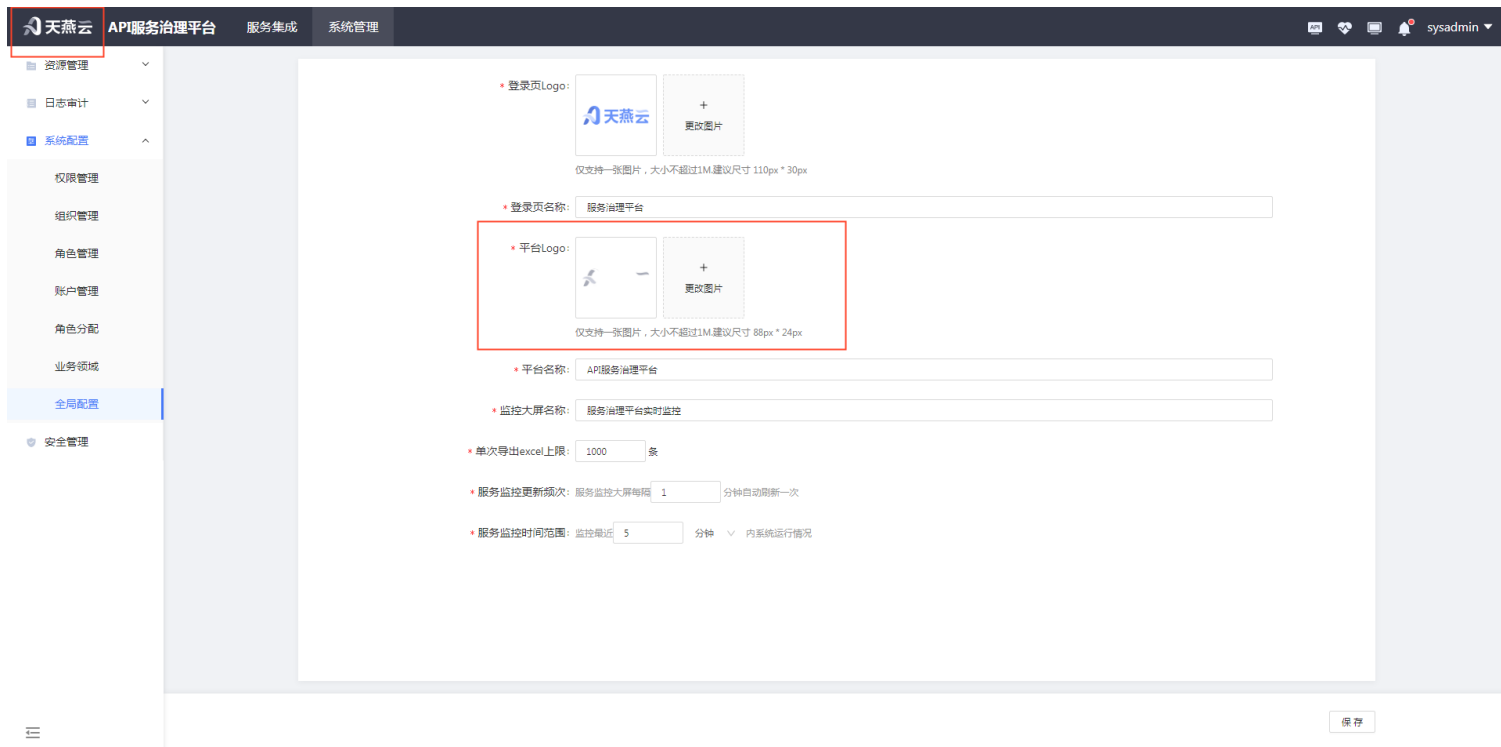 天燕云 API服务治理平台 服务集成 系统管理 API sysadmin
资源管理
日志审计
系统配置
权限管理
组织管理
角色管理
账户管理
角色分配
业务领域
全局配置
安全管理
* 登录页Logo:
天燕云
+
更改图片
仅支持一张图片，大小不超过1M.建议尺寸 110px * 30px
* 登录页名称: 服务治理平台
* 平台Logo:
+
更改图片
仅支持一张图片，大小不超过1M.建议尺寸 88px * 24px
* 平台名称: API服务治理平台
* 监控大屏名称: 服务治理平台实时监控
* 单次导出excel上限: 1000 条
* 服务监控更新频次: 服务监控大屏每隔 1 分钟自动刷新一次
* 服务监控时间范围: 监控最近 5 分钟 内系统运行情况
保存